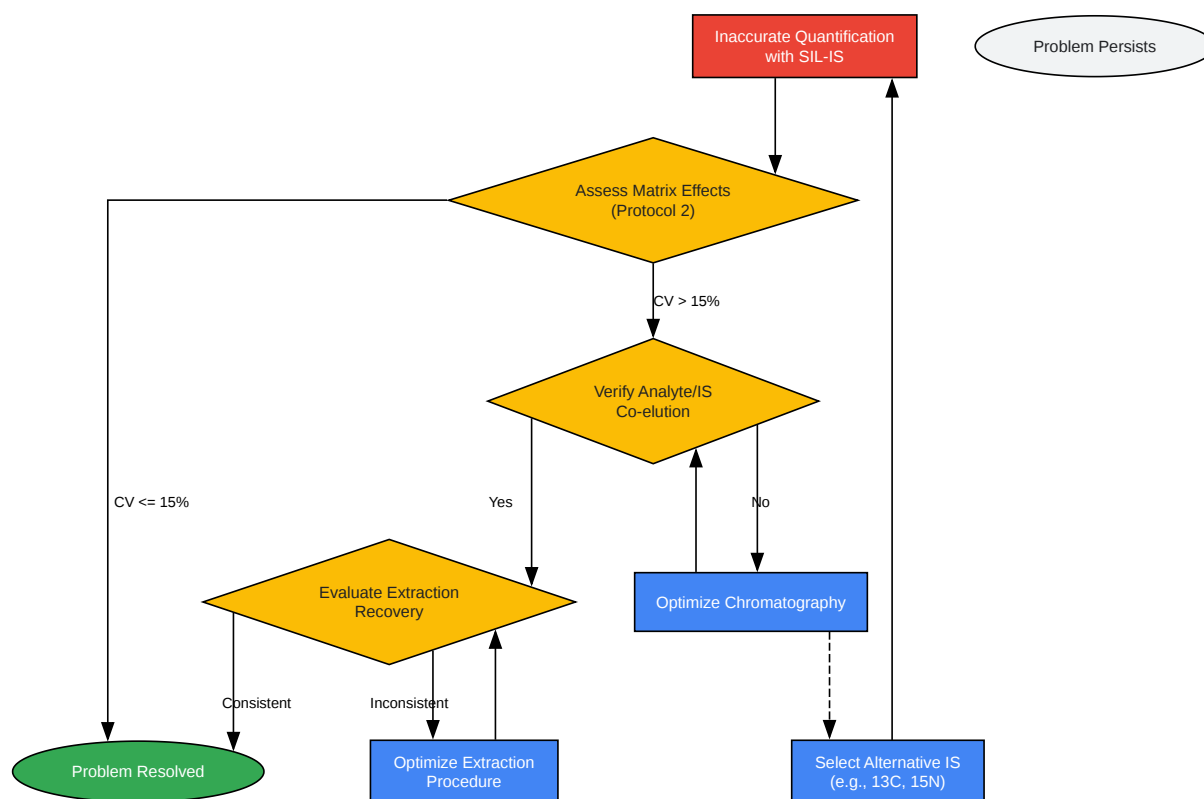 Inaccurate Quantification
with SIL-IS
Problem Persists
Assess Matrix Effects
(Protocol 2)
CV > 15%
Verify Analyte/IS
Co-elution
CV <= 15%
Yes
No
Evaluate Extraction
Recovery
Optimize Chromatography
Consistent
Inconsistent
Problem Resolved
Optimize Extraction
Procedure
Select Alternative IS
(e.g., 13C, 15N)